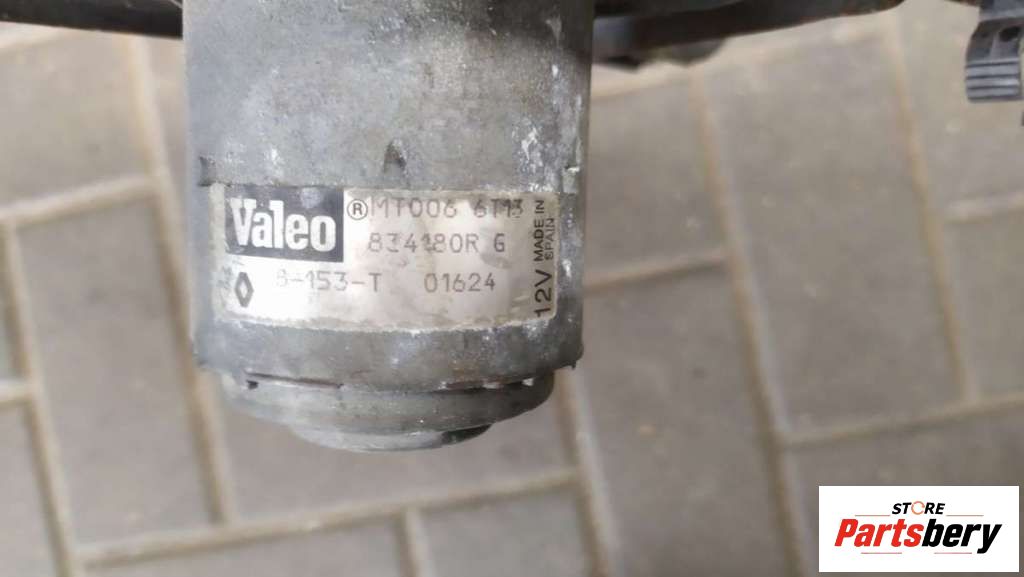 Valeo ® MT006 6T13
834180R G
8-153-T 01624
12V MADE IN
SPAIN
STORE
Partsbery